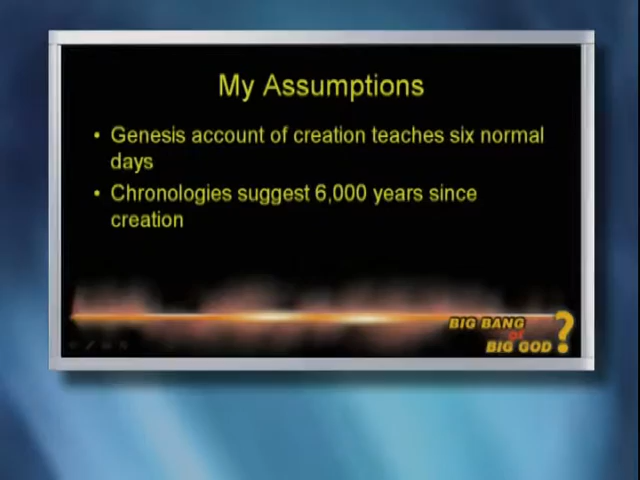 My Assumptions
• Genesis account of creation teaches six normal
days
• Chronologies suggest 6,000 years since
creation
BIG BANG
or
BIG GOD?